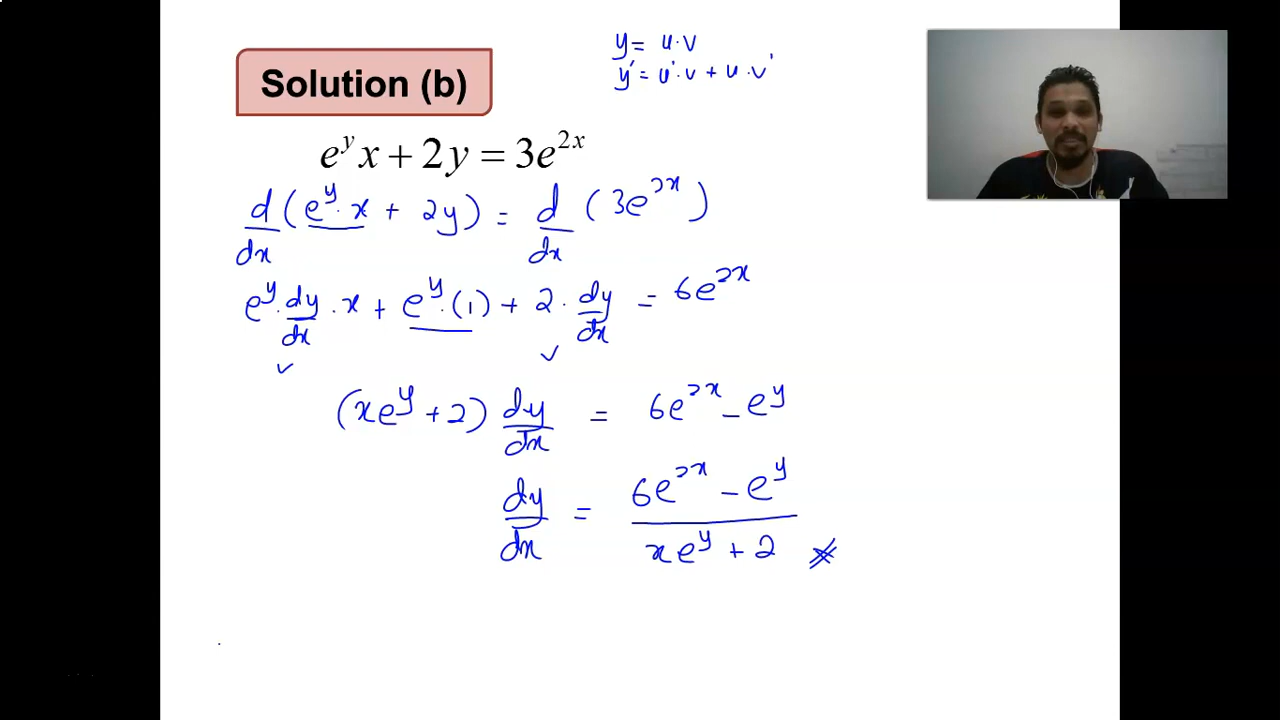 y = u·v
y' = u'·v + u·v'
Solution (b)
e^y x + 2y = 3e^{2x}
d/dx (e^y · x + 2y) = d/dx (3e^{2x})
e^y · dy/dx · x + e^y · (1) + 2 · dy/dx = 6e^{2x}
(xe^y + 2) dy/dx = 6e^{2x} - e^y
dy/dx = (6e^{2x} - e^y)/(xe^y + 2)